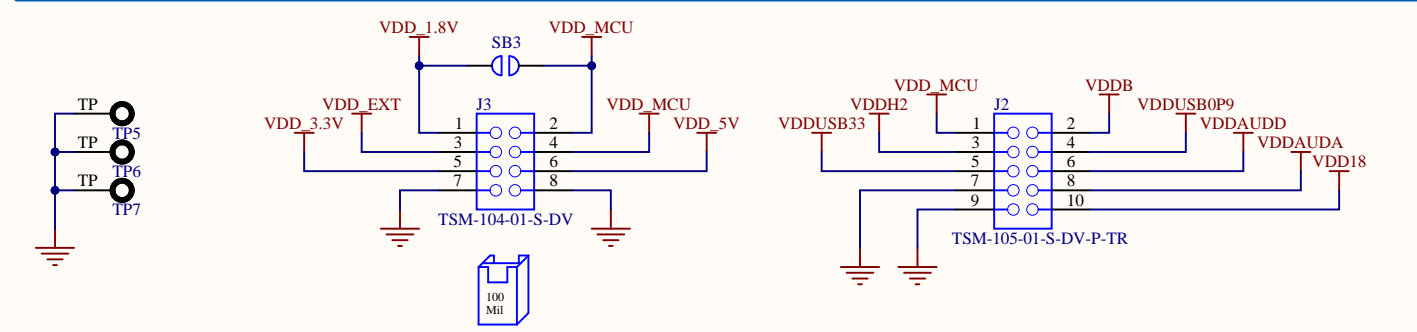 VDD_1.8V VDD_MCU
SB3
VDD_EXT J3 VDD_MCU
VDD_3.3V VDD_5V
1 2
3 4
5 6
7 8
TSM-104-01-S-DV
100
Mil
TP
TP5
TP
TP6
TP
TP7
VDD_MCU VDDB
VDDH2 J2 VDDUSB0P9
VDDUSB33 VDDAUDD
VDDAUDA
VDD18
1 2
3 4
5 6
7 8
9 10
TSM-105-01-S-DV-P-TR